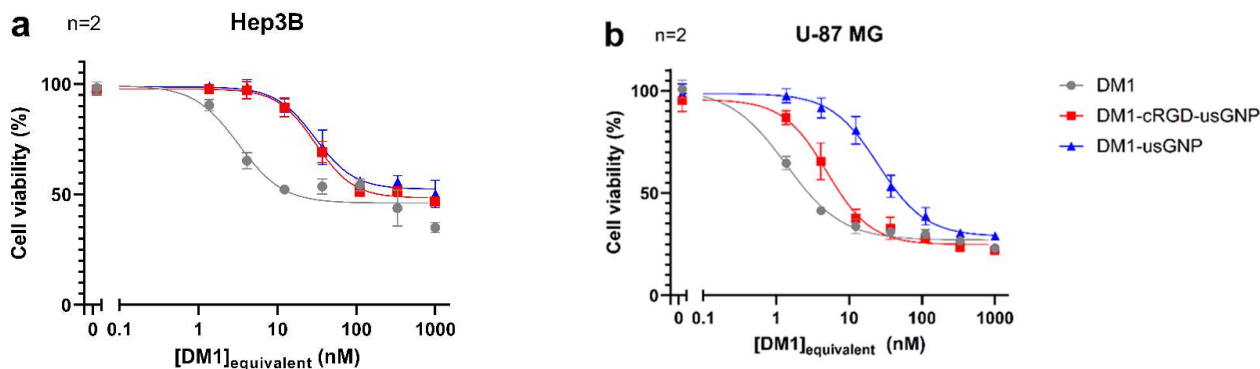 a
n=2
Hep3B
Cell viability (%)
100
50
0
0 0.1 1 10 100 1000
[DM1]equivalent (nM)
b
n=2
U-87 MG
Cell viability (%)
100
50
0
0 0.1 1 10 100 1000
[DM1]equivalent (nM)
DM1
DM1-cRGD-usGNP
DM1-usGNP